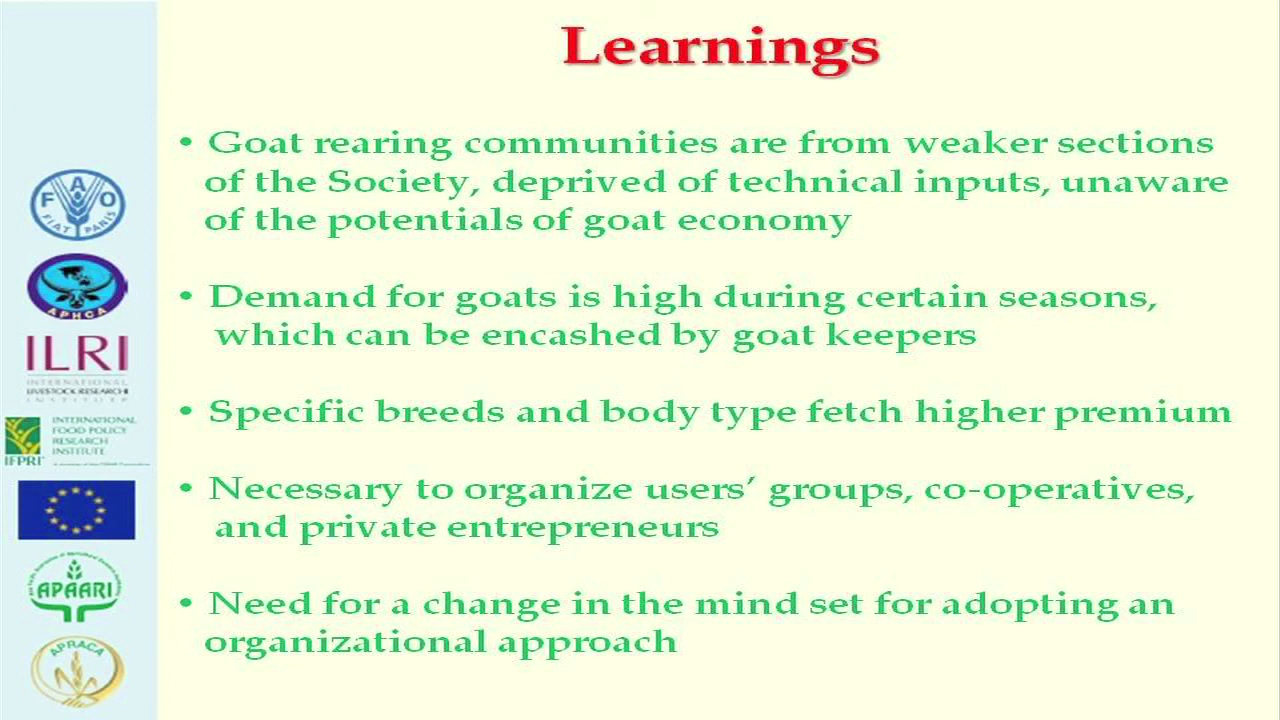 Learnings
• Goat rearing communities are from weaker sections
of the Society, deprived of technical inputs, unaware
of the potentials of goat economy
• Demand for goats is high during certain seasons,
which can be encashed by goat keepers
• Specific breeds and body type fetch higher premium
• Necessary to organize users’ groups, co-operatives,
and private entrepreneurs
• Need for a change in the mind set for adopting an
organizational approach
FAO
FIAT PANIS
APHCA
ILRI
INTERNATIONAL
LIVESTOCK RESEARCH
INSTITUTE
INTERNATIONAL
FOOD POLICY
RESEARCH
INSTITUTE
IFPRI
APAARI
APRACA